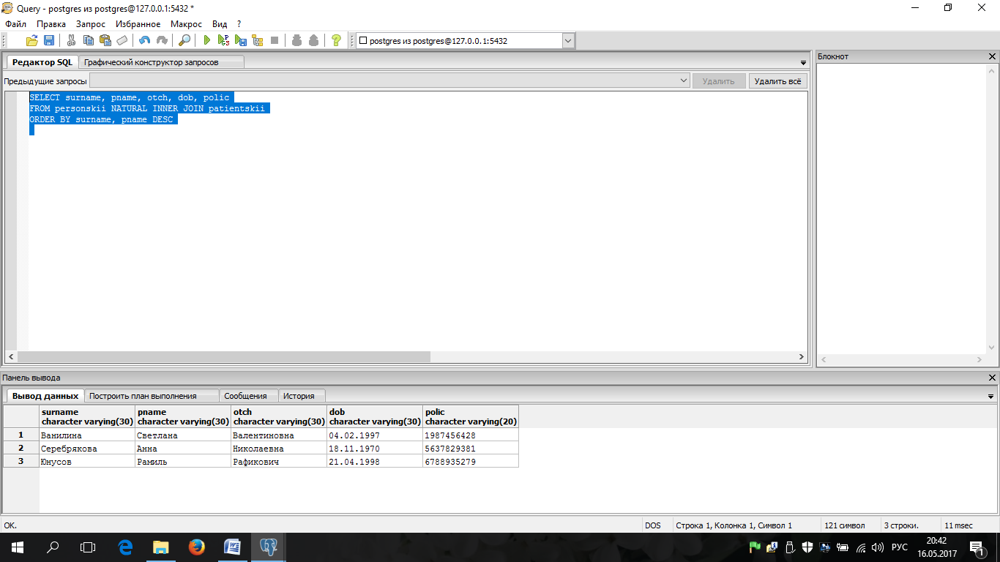 Query - postgres из postgres@127.0.0.1:5432 *
Файл Правка Запрос Избранное Макрос Вид ?
postgres из postgres@127.0.0.1:5432
Редактор SQL Графический конструктор запросов
Блокнот
Предыдущие запросы Удалить Удалить всё
SELECT surname, pname, otch, dob, polic
FROM personskii NATURAL INNER JOIN patientskii
ORDER BY surname, pname DESC
Панель вывода
Вывод данных Построить план выполнения Сообщения История
surname pname otch dob polic
character varying(30) character varying(30) character varying(30) character varying(30) character varying(20)
1 Ванилина Светлана Валентиновна 04.02.1997 1987456428
2 Серебрякова Анна Николаевна 18.11.1970 5637829381
3 Юнусов Рамиль Рафикович 21.04.1998 6788935279
OK. DOS Строка 1, Колонка 1, Символ 1 121 символ 3 строки. 11 msec
РУС 20:42
16.05.2017 1